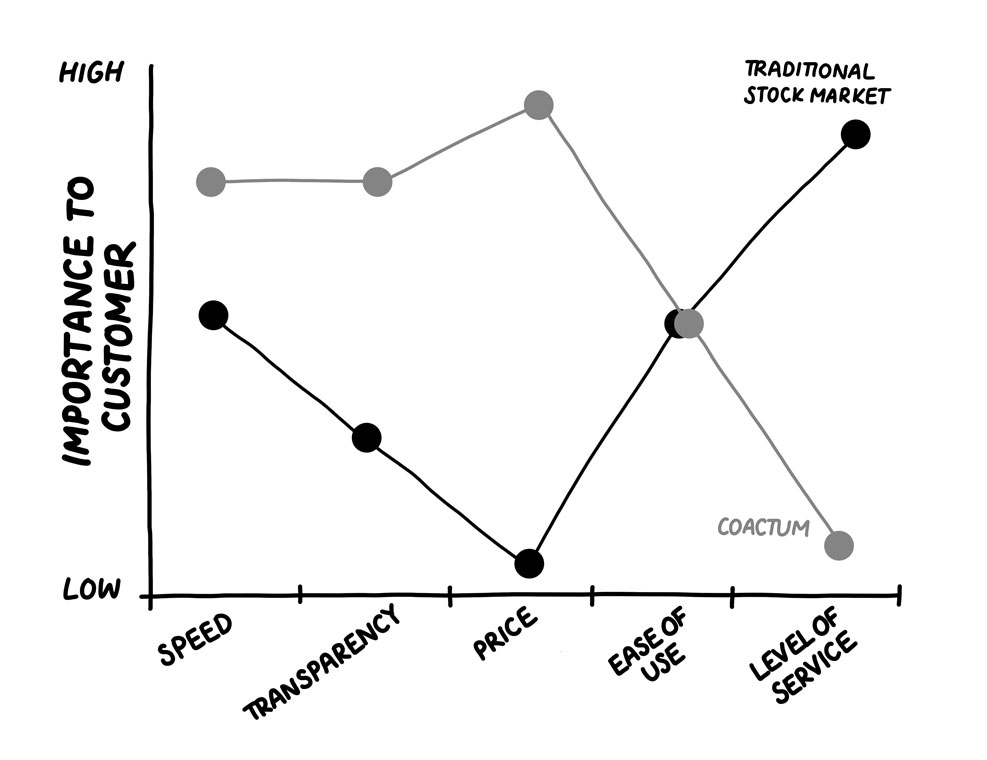 HIGH
TRADITIONAL
STOCK MARKET
IMPORTANCE TO
CUSTOMER
COACTUM
LOW
SPEED
TRANSPARENCY
PRICE
EASE OF
USE
LEVEL OF
SERVICE